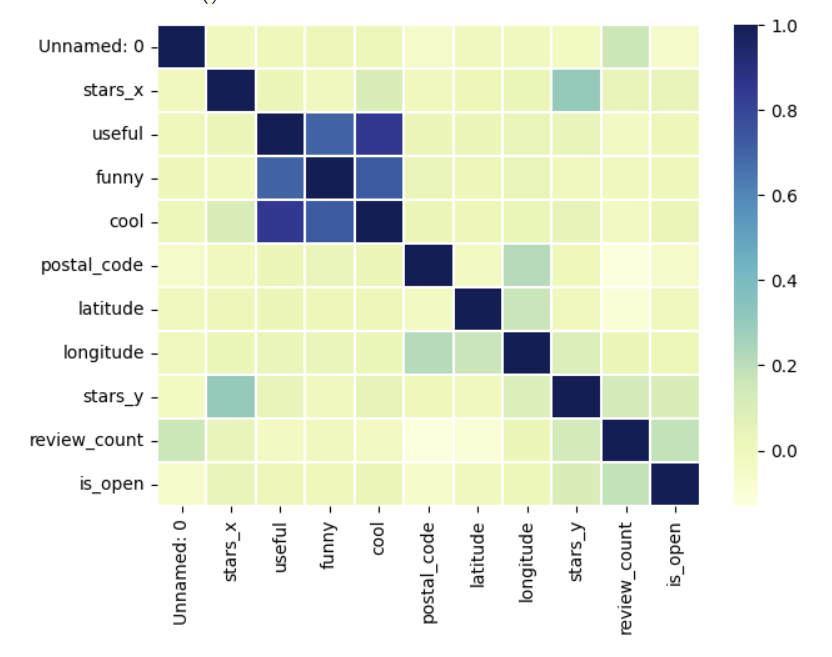 ()
Unnamed: 0
stars_x
useful
funny
cool
postal_code
latitude
longitude
stars_y
review_count
is_open
Unnamed: 0
stars_x
useful
funny
cool
postal_code
latitude
longitude
stars_y
review_count
is_open
1.0
0.8
0.6
0.4
0.2
0.0